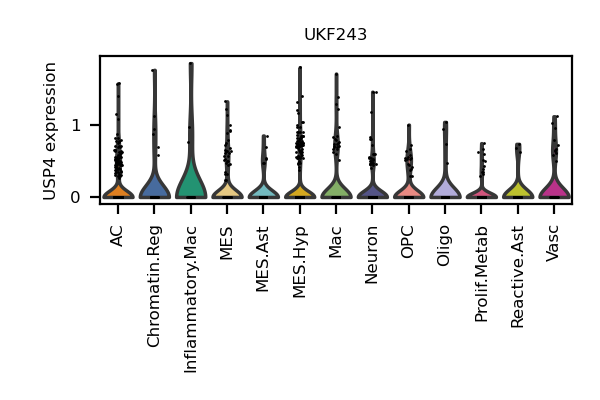 UKF243
USP4 expression
1
0
AC
Chromatin.Reg
Inflammatory.Mac
MES
MES.Ast
MES.Hyp
Mac
Neuron
OPC
Oligo
Prolif.Metab
Reactive.Ast
Vasc